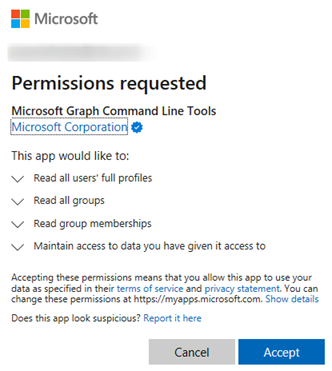 Microsoft
Permissions requested
Microsoft Graph Command Line Tools
Microsoft Corporation
This app would like to:
Read all users' full profiles
Read all groups
Read group memberships
Maintain access to data you have given it access to
Accepting these permissions means that you allow this app to use your
data as specified in their terms of service and privacy statement. You can
change these permissions at https://myapps.microsoft.com. Show details
Does this app look suspicious? Report it here
Cancel
Accept